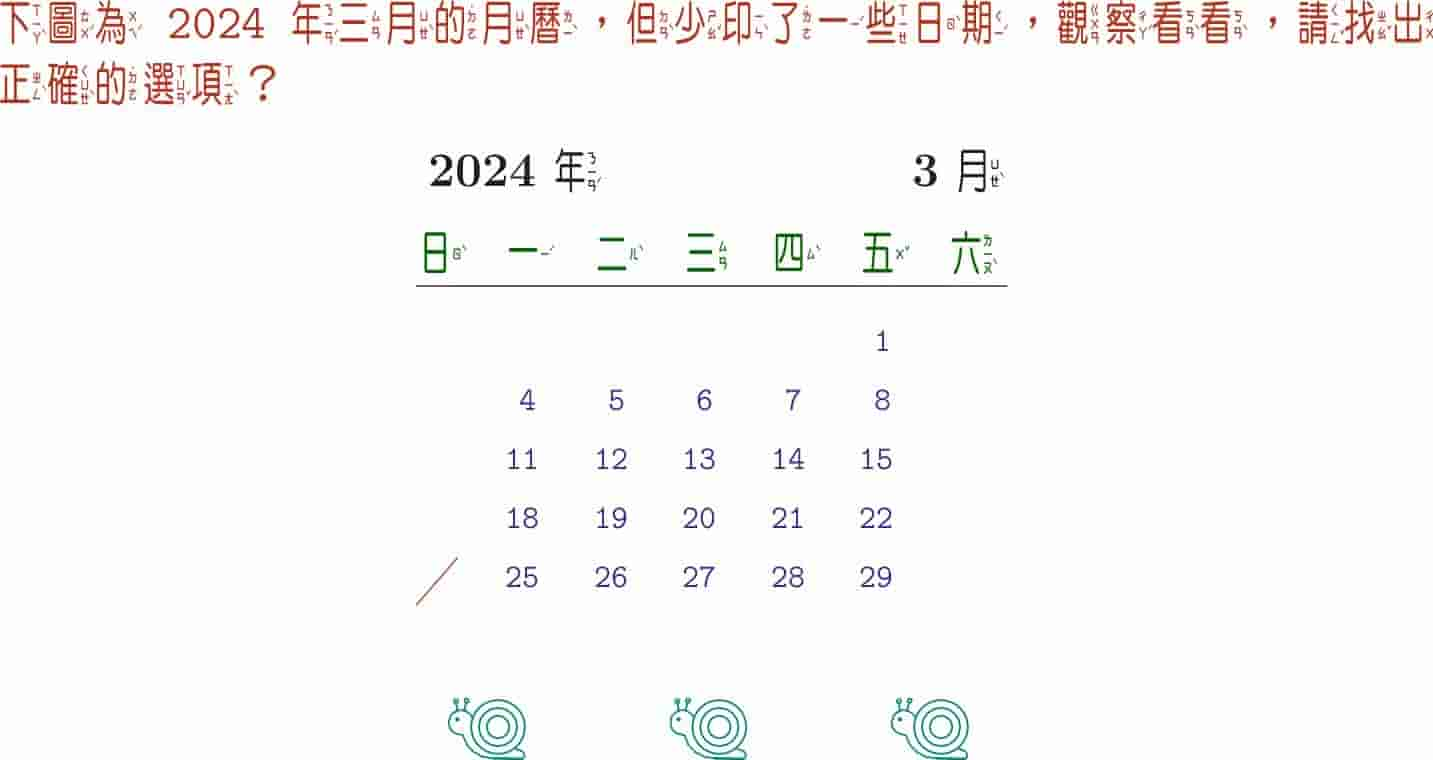 下圖為 2024 年三月的月曆，但少印了一些日期，觀察看看，請找出
正確的選項？
2024 年 3 月
日 一 二 三 四 五 六
1
4 5 6 7 8
11 12 13 14 15
18 19 20 21 22
25 26 27 28 29